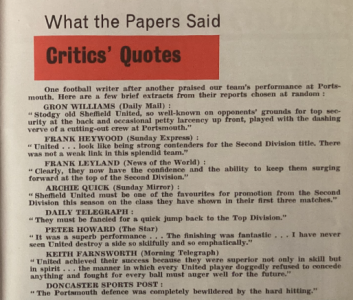 What the Papers Said
Critics' Quotes
One football writer after another praised our team's performance at Ports-
mouth. Here are a few brief extracts from their reports chosen at random :
GRON WILLIAMS (Daily Mail) :
" Stodgy old Sheffield United, so well-known on opponents' grounds for top sec-
urity at the back and occasional petty larceny up front, played with the dashing
verve of a cutting-out crew at Portsmouth."
FRANK HEYWOOD (Sunday Express) :
" United . . . look like being strong contenders for the Second Division title. There
was not a weak link in this splendid team."
FRANK LEYLAND (News of the World) :
" Clearly, they now have the confidence and the ability to keep them surging
forward at the top of the Second Division."
ARCHIE QUICK (Sunday Mirror) :
" Sheffield United must be one of the favourites for promotion from the Second
Division this season on the class they have shown in their first three matches."
DAILY TELEGRAPH :
" They must be fancied for a quick jump back to the Top Division."
PETER HOWARD (The Star)
" It was a superb performance . . . The finishing was fantastic . . . I have never
seen United destroy a side so skilfully and so emphatically."
KEITH FARNSWORTH (Morning Telegraph)
" United achieved their success because they were superior not only in skill but
in spirit . . . the manner in which every United player doggedly refused to concede
anything and fought for every ball must anger well for the future."
DONCASTER SPORTS POST :
" The Portsmouth defence was completely bewildered by the hard hitting."